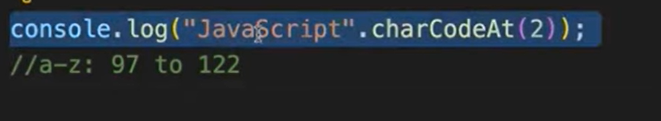 console.log("JavaScript".charCodeAt(2));
//a-z: 97 to 122